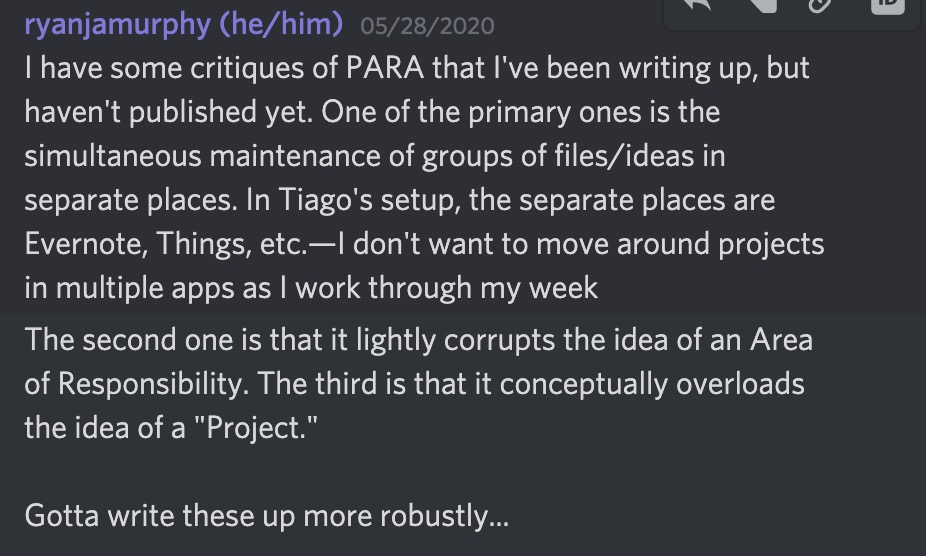 ryanjamurphy (he/him) 05/28/2020
I have some critiques of PARA that I've been writing up, but
haven't published yet. One of the primary ones is the
simultaneous maintenance of groups of files/ideas in
separate places. In Tiago's setup, the separate places are
Evernote, Things, etc.—I don't want to move around projects
in multiple apps as I work through my week
The second one is that it lightly corrupts the idea of an Area
of Responsibility. The third is that it conceptually overloads
the idea of a "Project."
Gotta write these up more robustly...